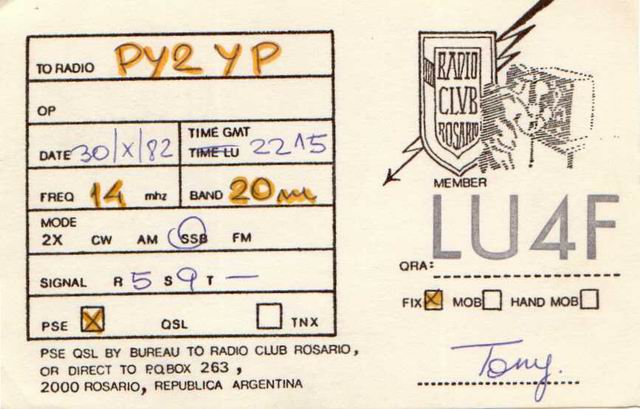 TO RADIO PY2YP
OP
DATE 30/X/82 TIME GMT TIME LU 2215
FREQ 14 mhz BAND 20m
MODE
2X CW AM SSB FM
SIGNAL R 5 S 9 T —
PSE QSL TNX
PSE QSL BY BUREAU TO RADIO CLUB ROSARIO,
OR DIRECT TO P.O.BOX 263,
2000 ROSARIO, REPUBLICA ARGENTINA
RADIO
CLVB
ROSARIO
MEMBER
LU4F
QRA:
FIX MOB HAND MOB
Tony.